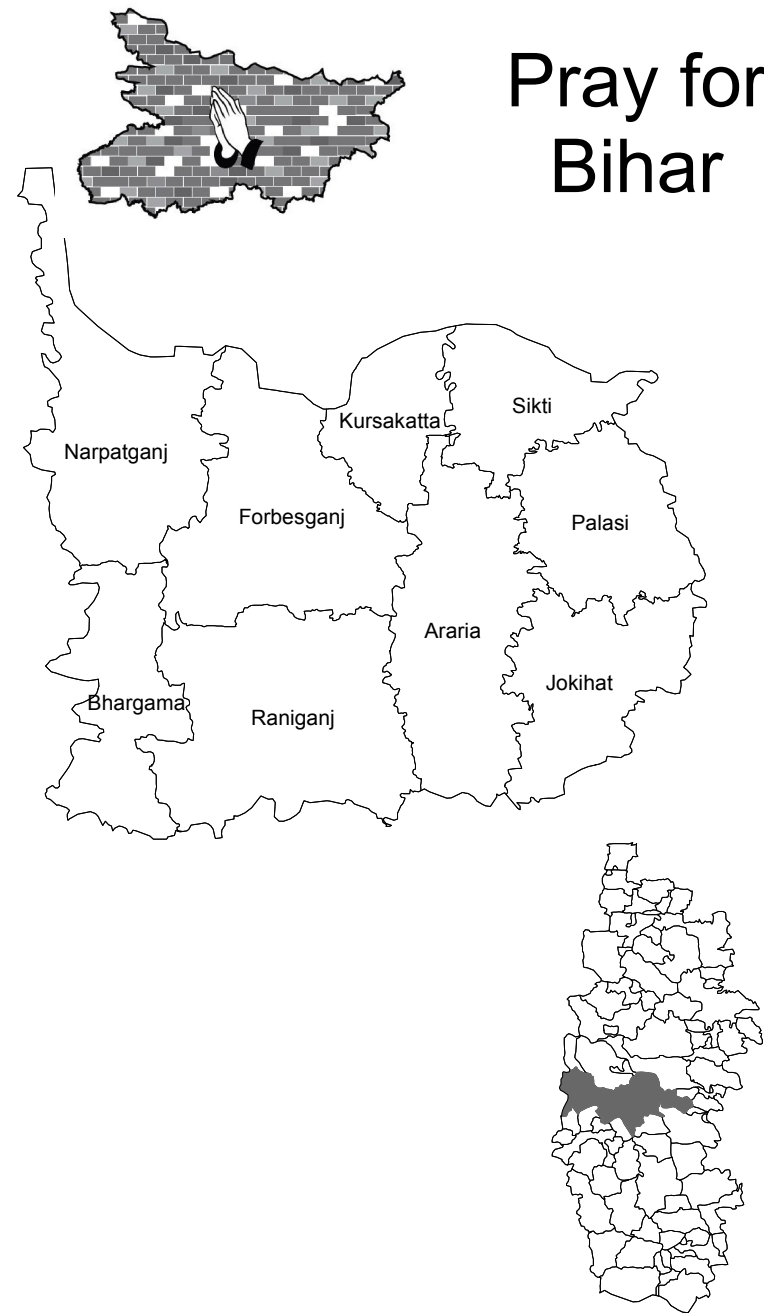 Pray for
Bihar
Kursakatta
Sikti
Narpatganj
Forbesganj
Palasi
Araria
Jokihat
Bhargama
Raniganj